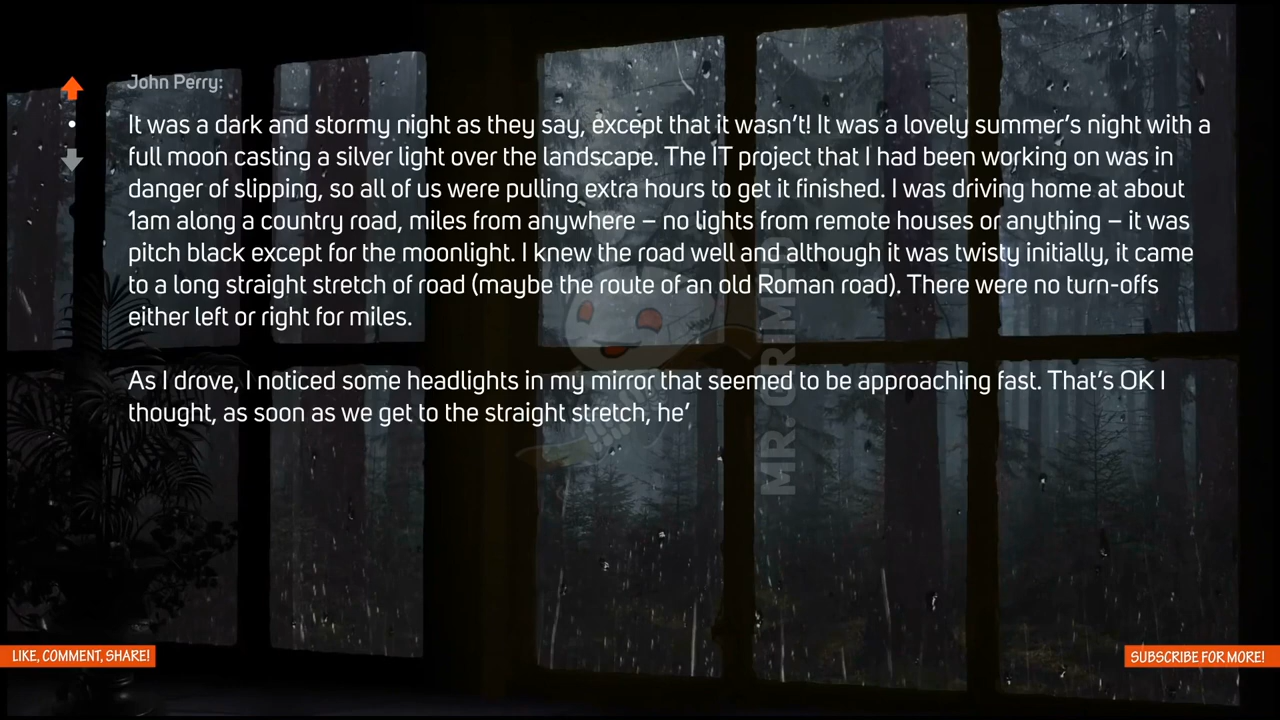 John Perry:
It was a dark and stormy night as they say, except that it wasn't! It was a lovely summer's night with a
full moon casting a silver light over the landscape. The IT project that I had been working on was in
danger of slipping, so all of us were pulling extra hours to get it finished. I was driving home at about
1am along a country road, miles from anywhere – no lights from remote houses or anything – it was
pitch black except for the moonlight. I knew the road well and although it was twisty initially, it came
to a long straight stretch of road (maybe the route of an old Roman road). There were no turn-offs
either left or right for miles.
As I drove, I noticed some headlights in my mirror that seemed to be approaching fast. That's OK I
thought, as soon as we get to the straight stretch, he'
MR. GRIM
LIKE, COMMENT, SHARE!
SUBSCRIBE FOR MORE!